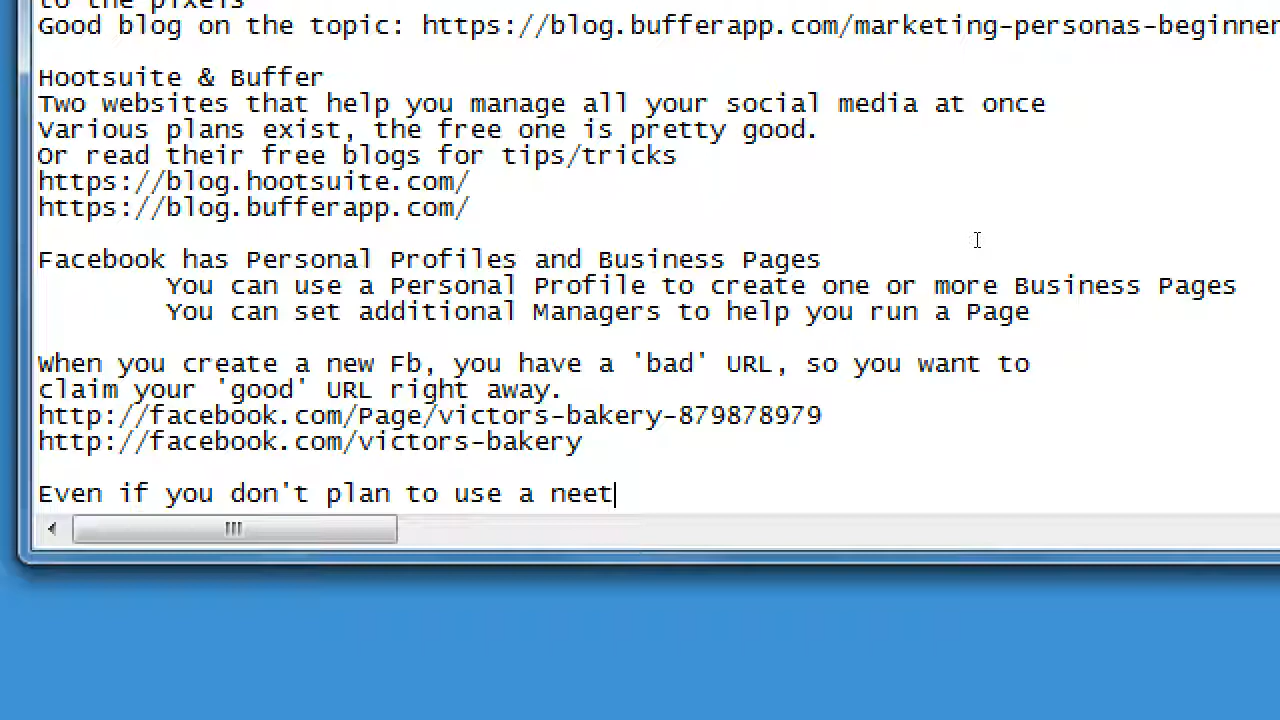 to the pixels
Good blog on the topic: https://blog.bufferapp.com/marketing-personas-beginner
Hootsuite & Buffer
Two websites that help you manage all your social media at once
Various plans exist, the free one is pretty good.
Or read their free blogs for tips/tricks
https://blog.hootsuite.com/
https://blog.bufferapp.com/
Facebook has Personal Profiles and Business Pages
You can use a Personal Profile to create one or more Business Pages
You can set additional Managers to help you run a Page
When you create a new Fb, you have a 'bad' URL, so you want to
claim your 'good' URL right away.
http://facebook.com/Page/victors-bakery-879878979
http://facebook.com/victors-bakery
Even if you don't plan to use a neet